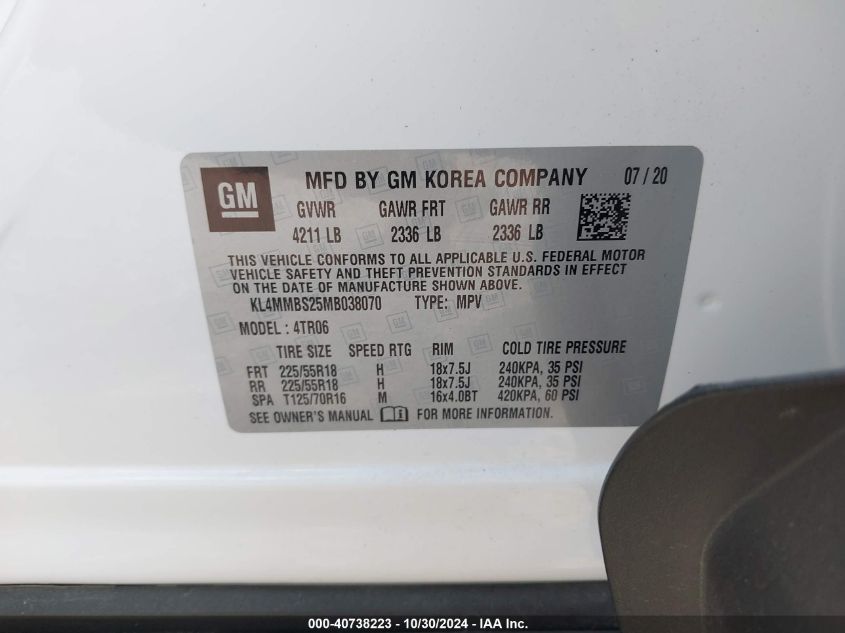 GM MFD BY GM KOREA COMPANY 07/20
GVWR GAWR FRT GAWR RR
4211 LB 2336 LB 2336 LB
THIS VEHICLE CONFORMS TO ALL APPLICABLE U.S. FEDERAL MOTOR
VEHICLE SAFETY AND THEFT PREVENTION STANDARDS IN EFFECT
ON THE DATE OF MANUFACTURE SHOWN ABOVE.
KL4MMBS25MB038070 TYPE: MPV
MODEL : 4TR06
TIRE SIZE SPEED RTG RIM COLD TIRE PRESSURE
FRT 225/55R18 H 18x7.5J 240KPA, 35 PSI
RR 225/55R18 H 18x7.5J 240KPA, 35 PSI
SPA T125/70R16 M 16x4.0BT 420KPA, 60 PSI
SEE OWNER'S MANUAL FOR MORE INFORMATION.
000-40738223 - 10/30/2024 - IAA Inc.